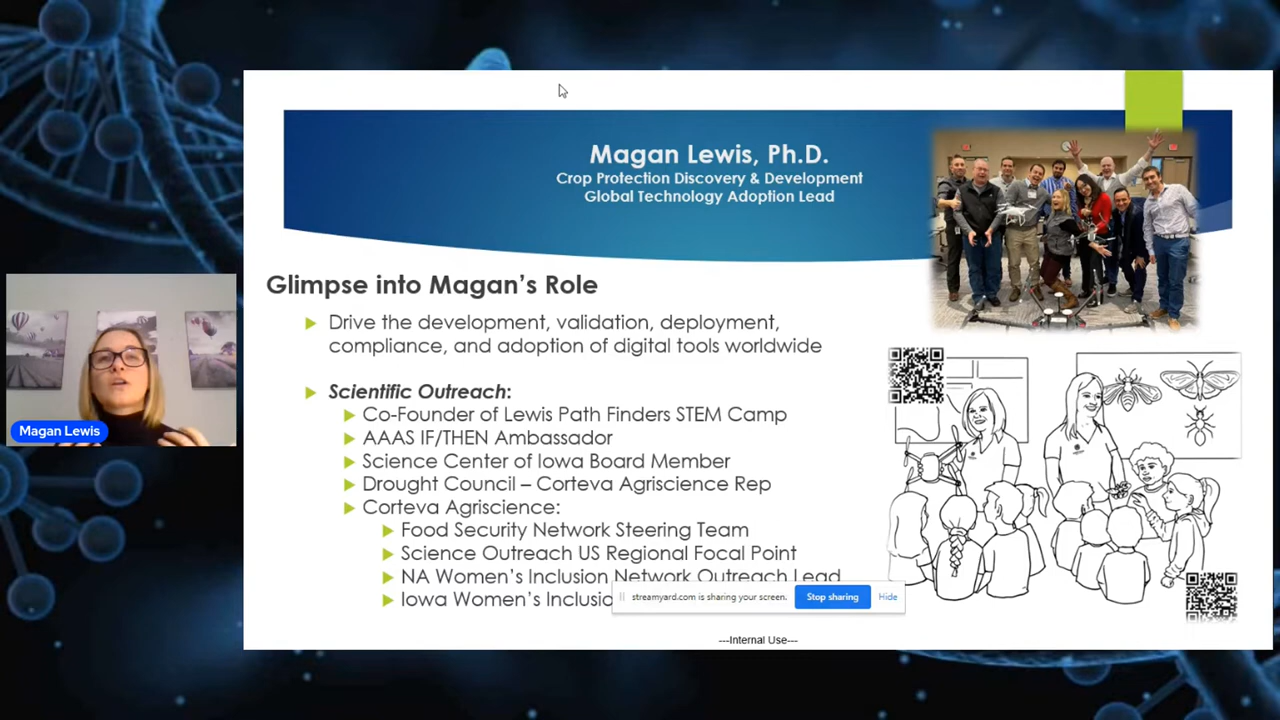 Magan Lewis, Ph.D.
Crop Protection Discovery & Development
Global Technology Adoption Lead
Glimpse into Magan's Role
Drive the development, validation, deployment,
compliance, and adoption of digital tools worldwide
Scientific Outreach:
Co-Founder of Lewis Path Finders STEM Camp
AAAS IF/THEN Ambassador
Science Center of Iowa Board Member
Drought Council – Corteva Agriscience Rep
Corteva Agriscience:
Food Security Network Steering Team
Science Outreach US Regional Focal Point
NA Women's Inclusion Network Outreach Lead
Iowa Women's
streamyard.com is sharing your screen.
Stop sharing
Hide
---Internal Use---
Magan Lewis